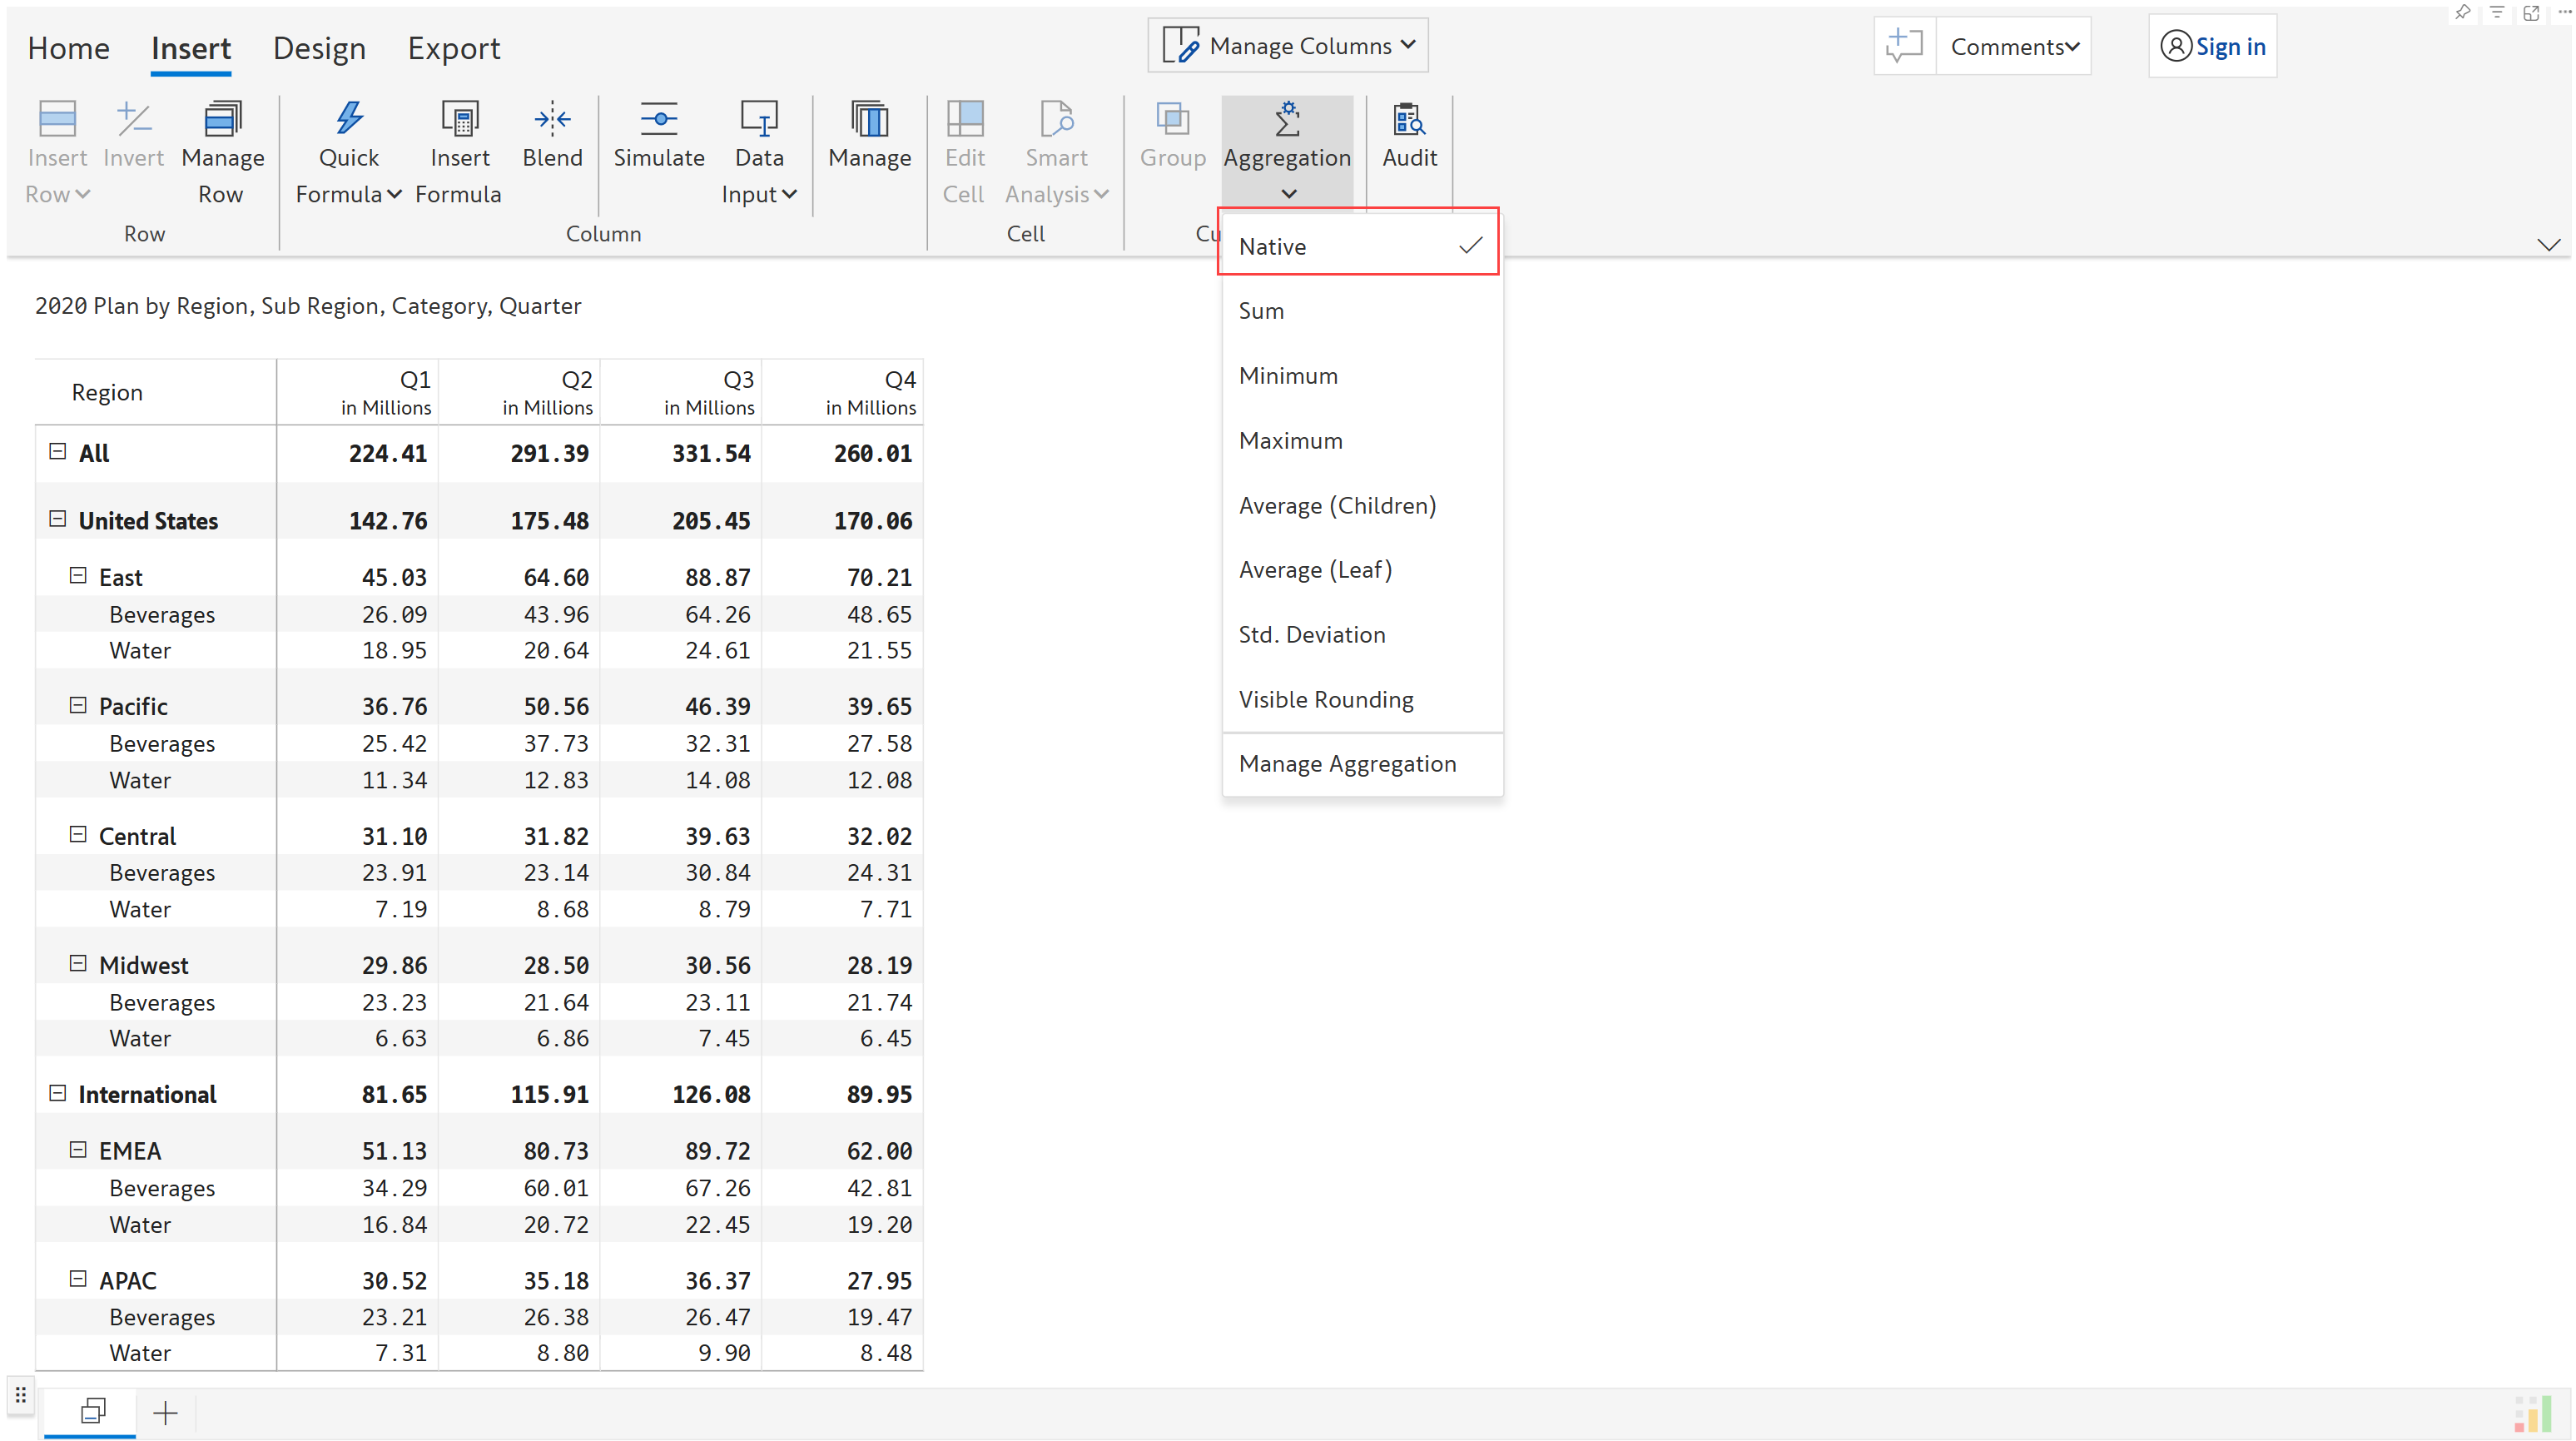 Home Insert Design Export Manage Columns Comments Sign in
Insert Row Invert Manage Row Quick Formula Insert Formula Blend Simulate Data Input Manage Edit Cell Smart Analysis Group Aggregation Audit
Row Column Cell Cu
Native
Sum
Minimum
Maximum
Average (Children)
Average (Leaf)
Std. Deviation
Visible Rounding
Manage Aggregation
2020 Plan by Region, Sub Region, Category, Quarter
Region Q1 Q2 Q3 Q4
in Millions in Millions in Millions in Millions
All 224.41 291.39 331.54 260.01
United States 142.76 175.48 205.45 170.06
East 45.03 64.60 88.87 70.21
Beverages 26.09 43.96 64.26 48.65
Water 18.95 20.64 24.61 21.55
Pacific 36.76 50.56 46.39 39.65
Beverages 25.42 37.73 32.31 27.58
Water 11.34 12.83 14.08 12.08
Central 31.10 31.82 39.63 32.02
Beverages 23.91 23.14 30.84 24.31
Water 7.19 8.68 8.79 7.71
Midwest 29.86 28.50 30.56 28.19
Beverages 23.23 21.64 23.11 21.74
Water 6.63 6.86 7.45 6.45
International 81.65 115.91 126.08 89.95
EMEA 51.13 80.73 89.72 62.00
Beverages 34.29 60.01 67.26 42.81
Water 16.84 20.72 22.45 19.20
APAC 30.52 35.18 36.37 27.95
Beverages 23.21 26.38 26.47 19.47
Water 7.31 8.80 9.90 8.48